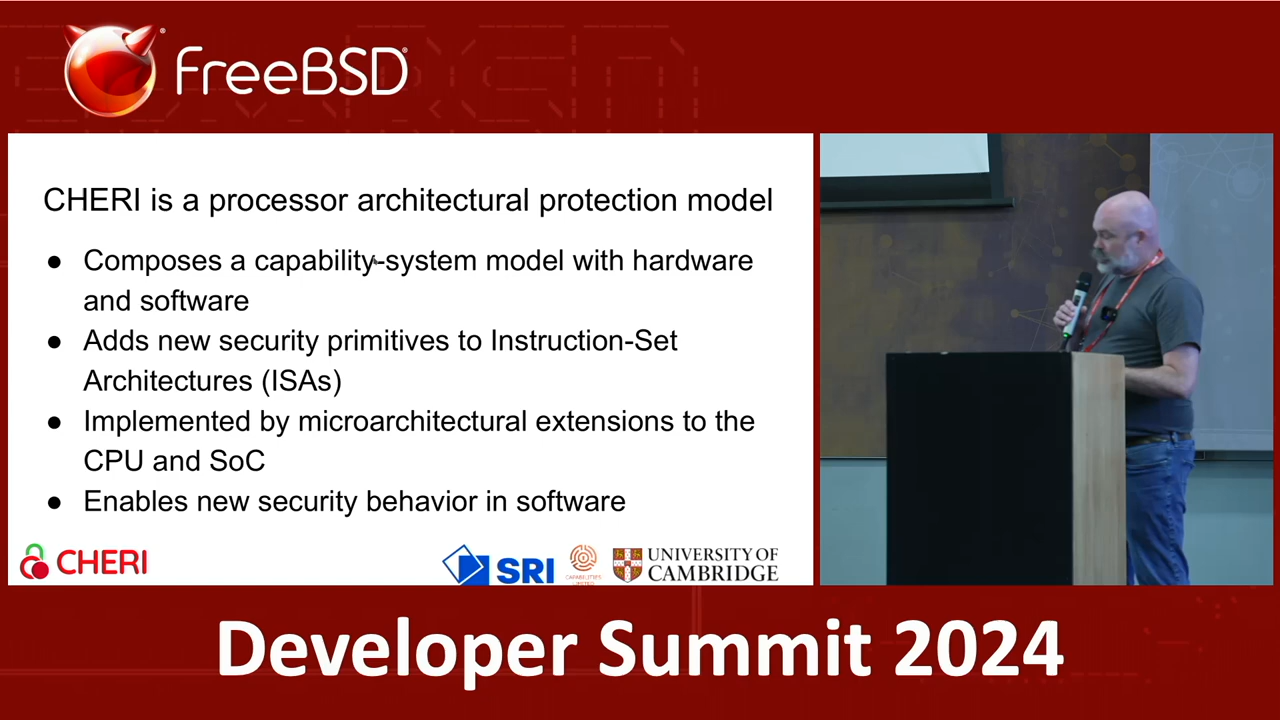 FreeBSD®
CHERI is a processor architectural protection model
● Composes a capability-system model with hardware
and software
● Adds new security primitives to Instruction-Set
Architectures (ISAs)
● Implemented by microarchitectural extensions to the
CPU and SoC
● Enables new security behavior in software
CHERI
SRI
CAPABILITIES
LIMITED
UNIVERSITY OF
CAMBRIDGE
Developer Summit 2024